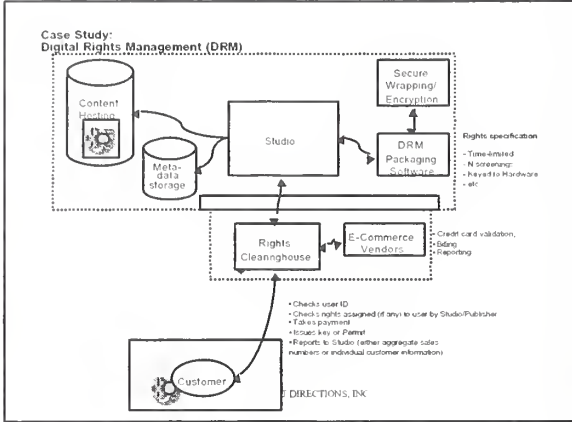 Case Study:
Digital Rights Management (DRM)
Content
Hosting
Meta-
data
storage
Studio
Secure
Wrapping/
Encryption
DRM
Packaging
Software
Rights specification
- Time-limited
- N screenings
- Keyed to Hardware
- etc
Rights
Clearinghouse
E-Commerce
Vendors
• Credit card validation,
• Billing
• Reporting
• Checks user ID
• Checks rights assigned (if any) to user by Studio/Publisher
• Takes payment
• Issues key or Permit
• Reports to Studio (either aggregate sales
numbers or individual customer information)
Customer
DIRECTIONS, INC